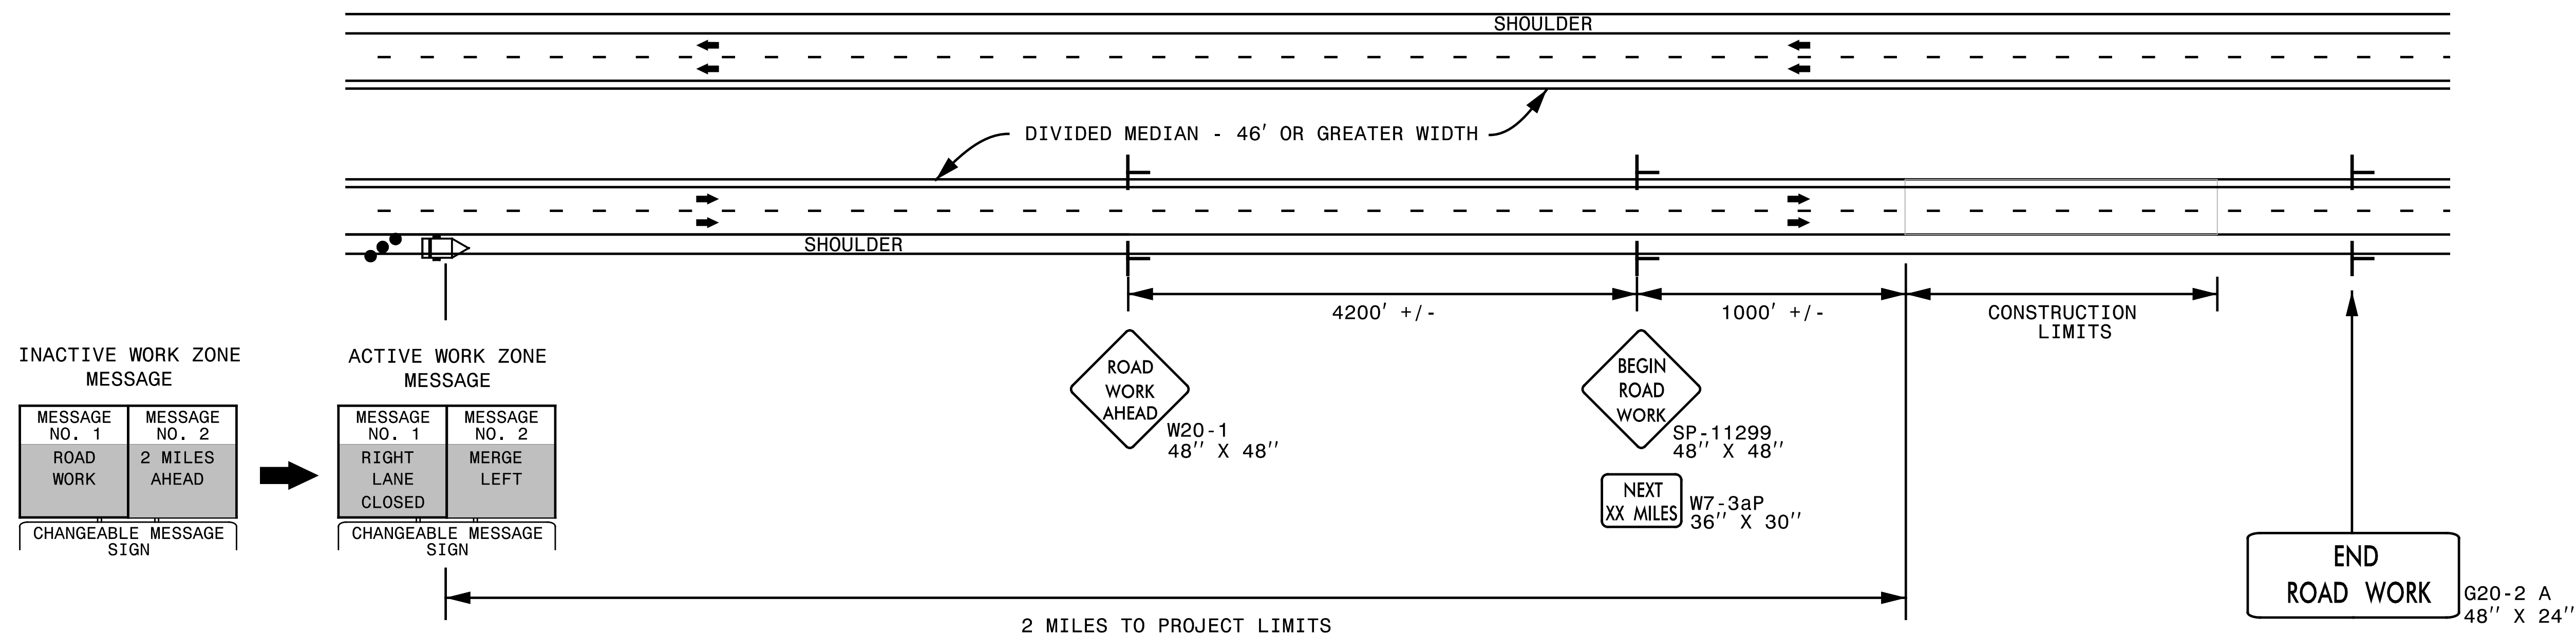 SHOULDER
DIVIDED MEDIAN - 46' OR GREATER WIDTH
SHOULDER
4200' +/-
1000' +/-
CONSTRUCTION
LIMITS
INACTIVE WORK ZONE
MESSAGE
MESSAGE
NO. 1
MESSAGE
NO. 2
ROAD
WORK
2 MILES
AHEAD
CHANGEABLE MESSAGE
SIGN
ACTIVE WORK ZONE
MESSAGE
MESSAGE
NO. 1
MESSAGE
NO. 2
RIGHT
LANE
CLOSED
MERGE
LEFT
CHANGEABLE MESSAGE
SIGN
ROAD
WORK
AHEAD
W20-1
48'' X 48''
BEGIN
ROAD
WORK
SP-11299
48'' X 48''
NEXT
XX MILES
W7-3aP
36'' X 30''
END
ROAD WORK
G20-2 A
48'' X 24''
2 MILES TO PROJECT LIMITS